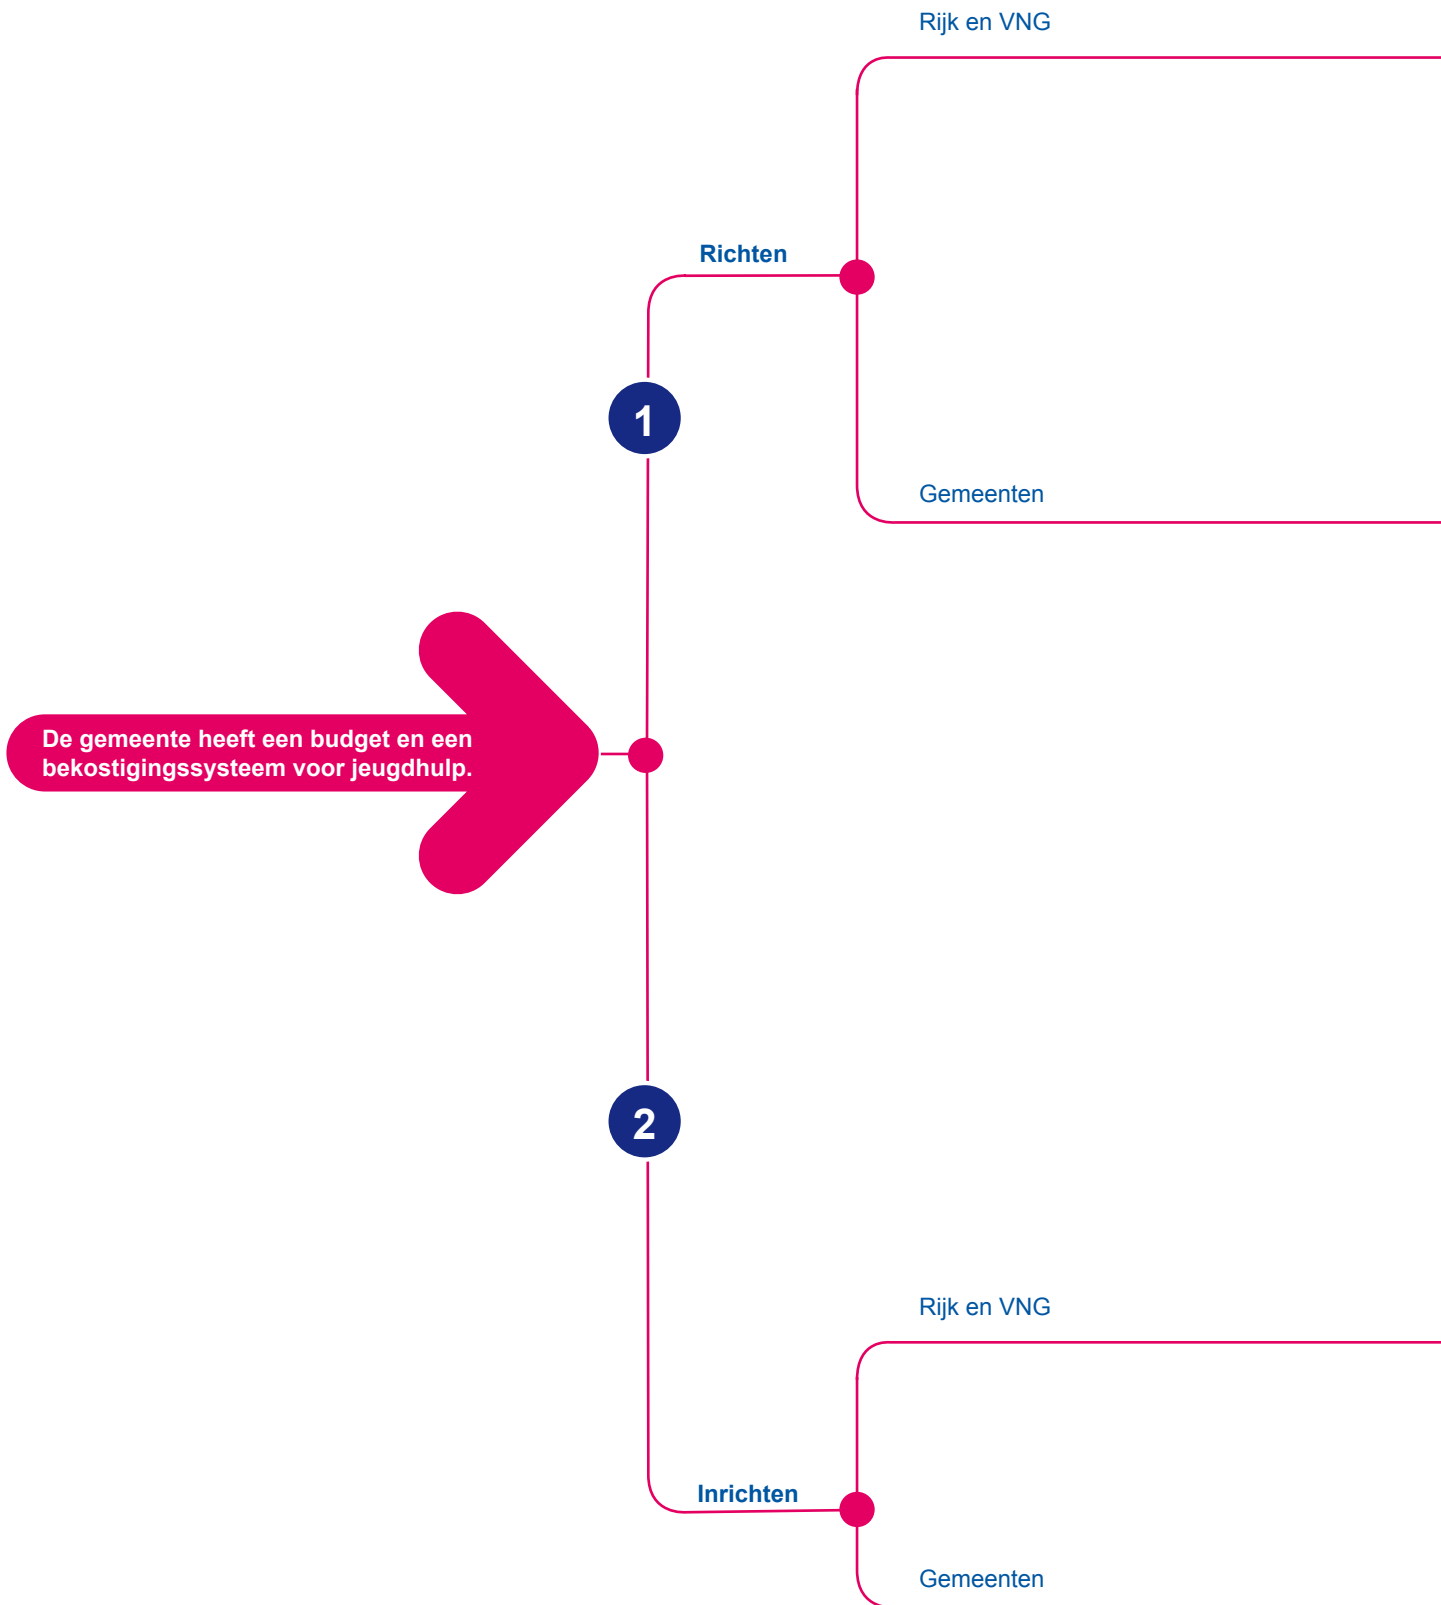 Rijk en VNG
Richten
1
Gemeenten
De gemeente heeft een budget en een
bekostigingssysteem voor jeugdhulp.
2
Rijk en VNG
Inrichten
Gemeenten